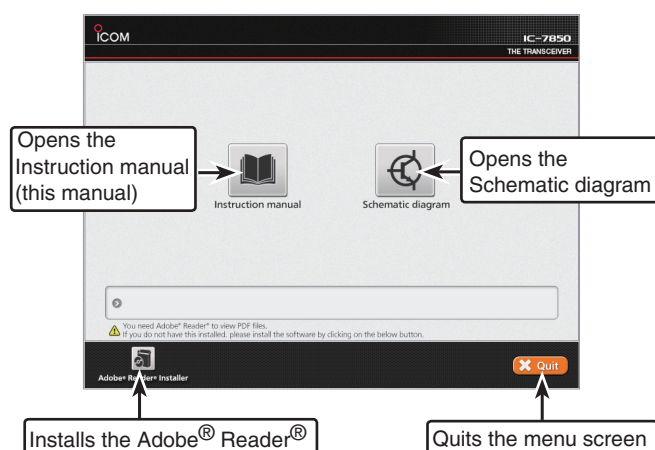 ICOM
IC-7850
THE TRANSCEIVER
Opens the
Instruction manual
(this manual)
Opens the
Schematic diagram
Instruction manual
Schematic diagram
You need Adobe® Reader® to view PDF files.
If you do not have this installed. please install the software by clicking on the below button.
Adobe® Reader® Installer
Quit
Installs the Adobe® Reader®
Quits the menu screen